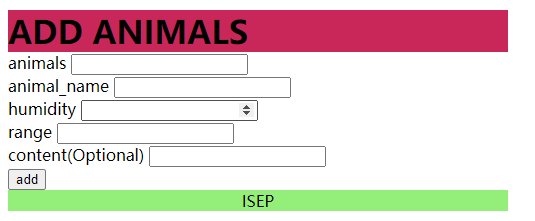 ADD ANIMALS
animals
animal_name
humidity
range
content(Optional)
add
ISEP